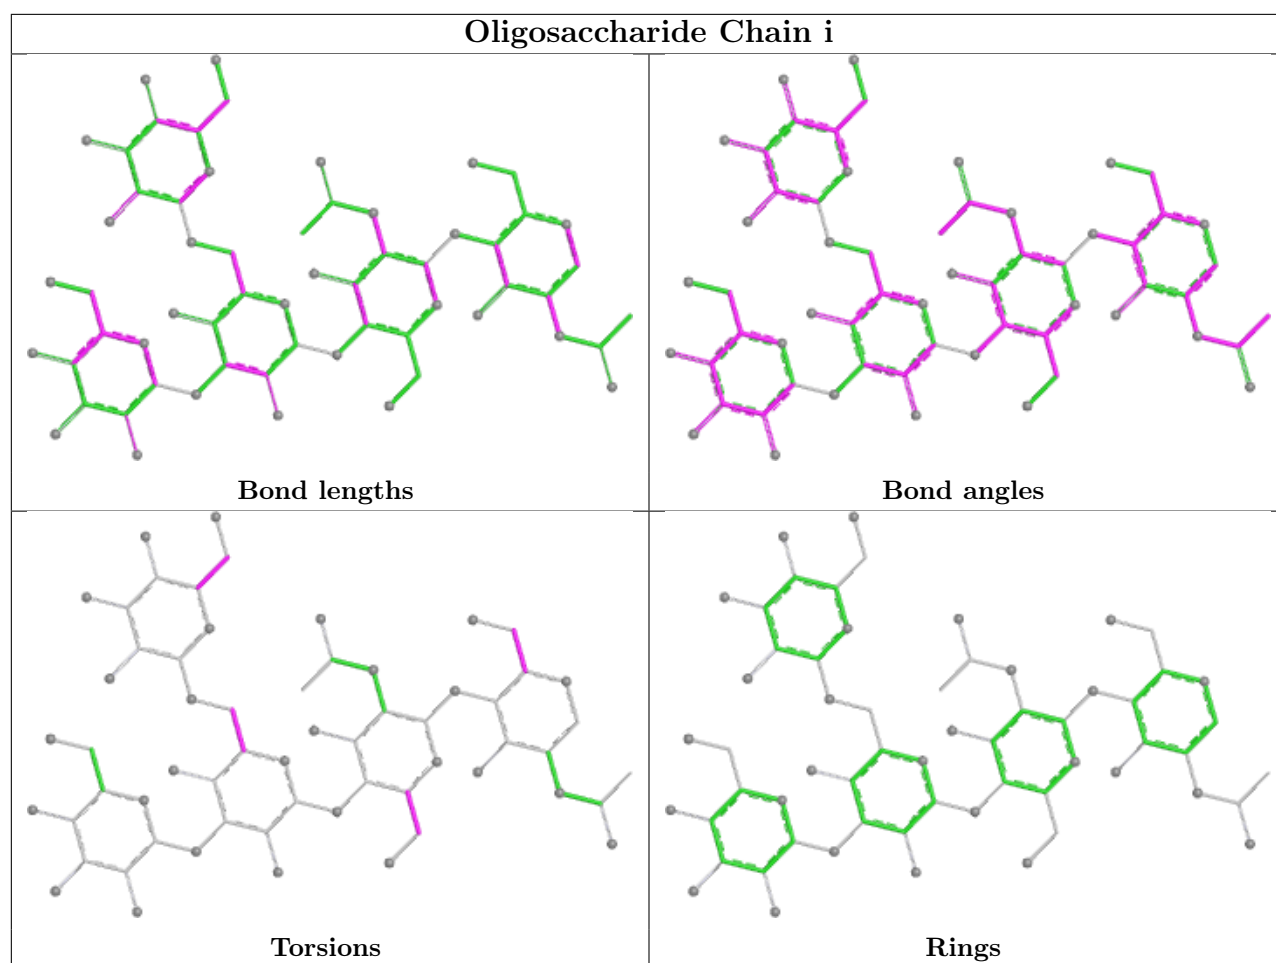 Oligosaccharide Chain i
Bond lengths
Bond angles
Torsions
Rings